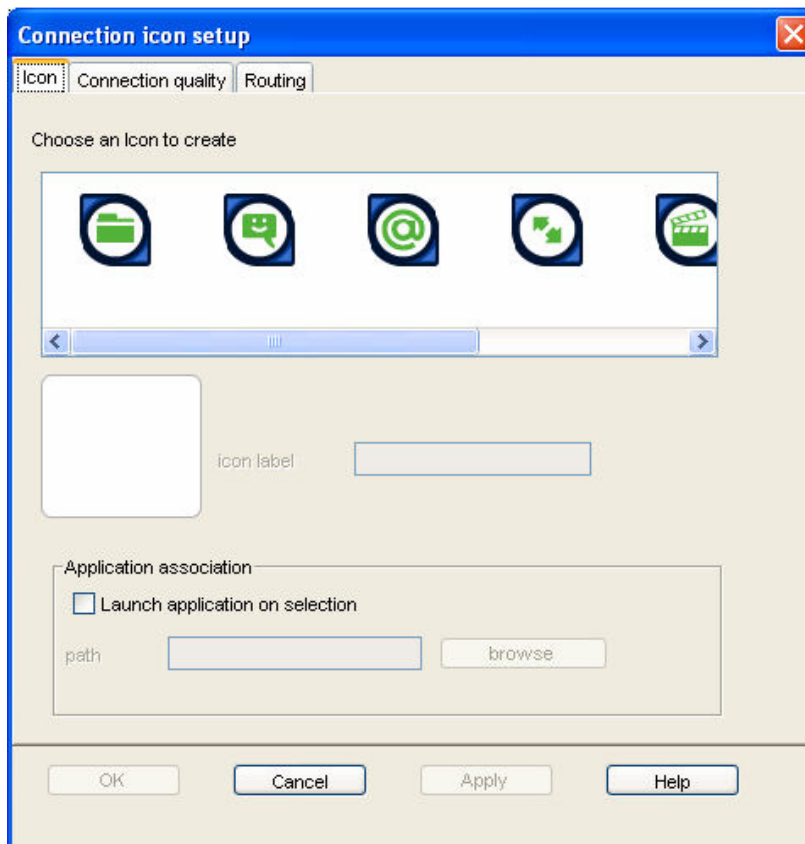 Connection icon setup
Icon Connection quality Routing
Choose an Icon to create
icon label
Application association
Launch application on selection
path browse
OK Cancel Apply Help